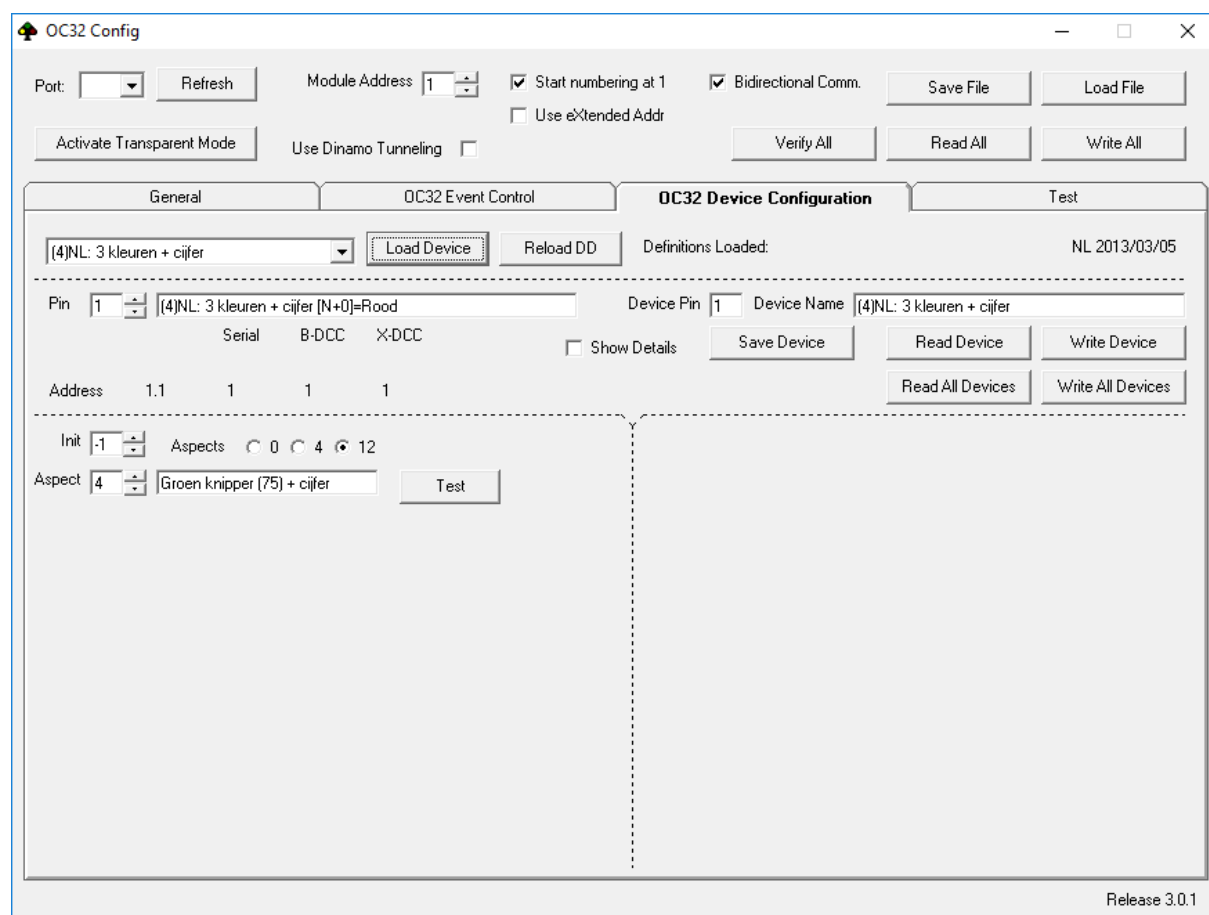 OC32 Config
Port: Refresh Module Address 1 Start numbering at 1 Bidirectional Comm. Save File Load File
Use eXtended Addr
Activate Transparent Mode Use Dinamo Tunneling Verify All Read All Write All
General OC32 Event Control OC32 Device Configuration Test
(4)NL: 3 kleuren + cijfer Load Device Reload DD Definitions Loaded: NL 2013/03/05
Pin 1 (4)NL: 3 kleuren + cijfer [N+0]=Rood Device Pin 1 Device Name (4)NL: 3 kleuren + cijfer
Serial B-DCC X-DCC Show Details Save Device Read Device Write Device
Address 1.1 1 1 1 Read All Devices Write All Devices
Init -1 Aspects 0 4 12
Aspect 4 Groen knipper (75) + cijfer Test
Release 3.0.1